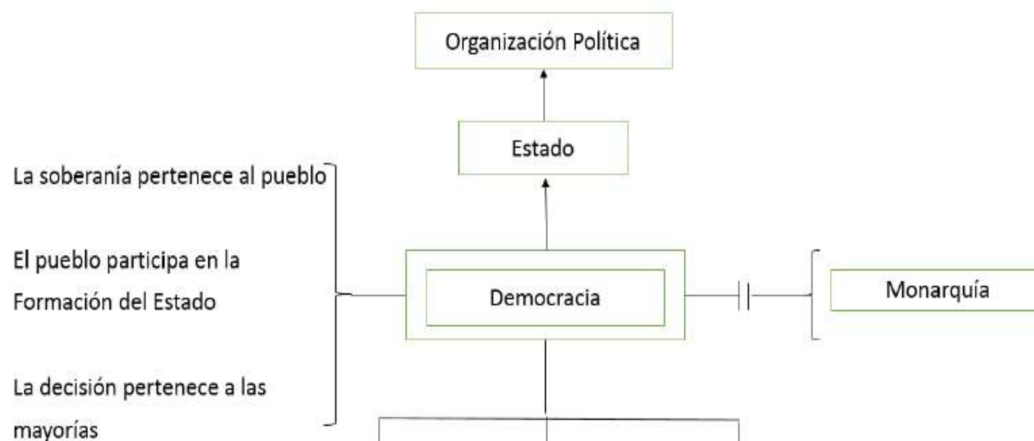 Organización Política
Estado
La soberanía pertenece al pueblo
El pueblo participa en la
Formación del Estado
Democracia
Monarquía
La decisión pertenece a las
mayorías